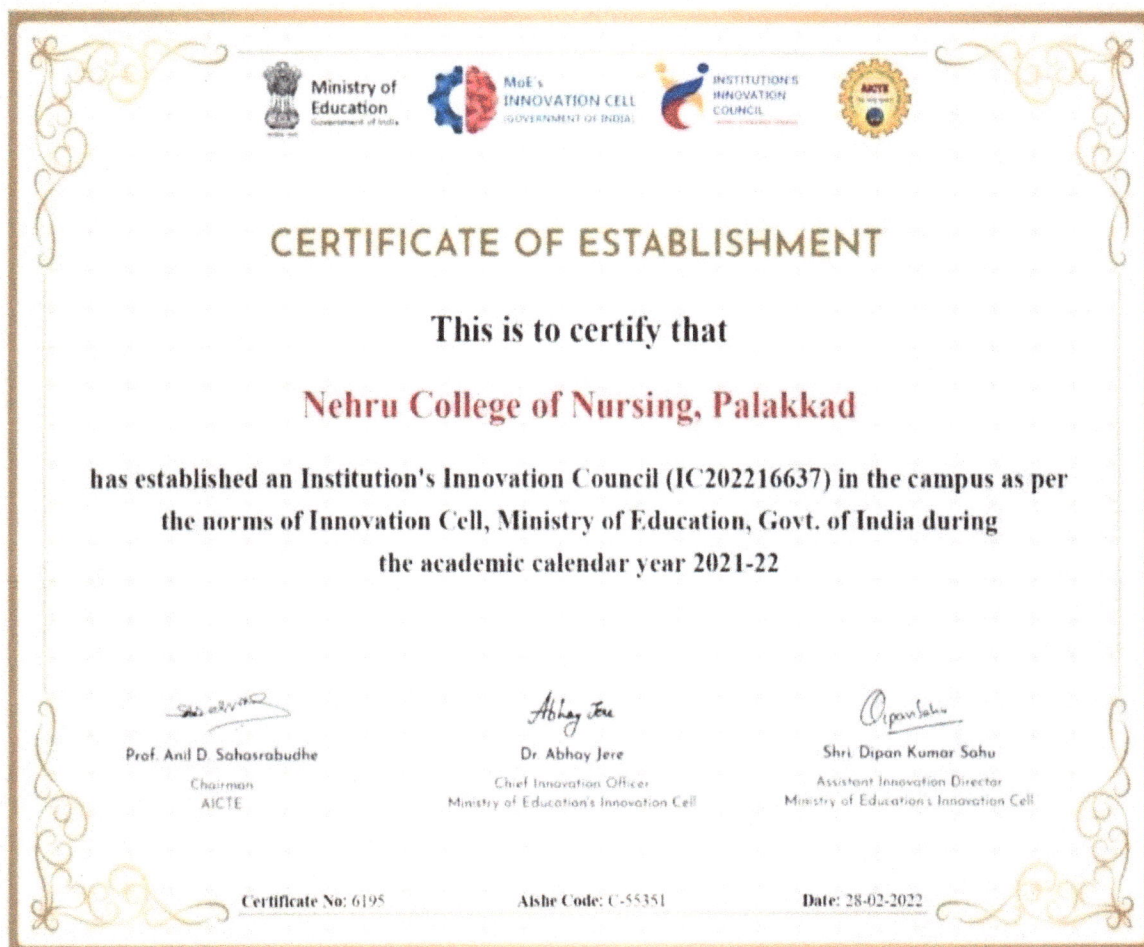 Ministry of
Education
Government of India
MoE's
INNOVATION CELL
(GOVERNMENT OF INDIA)
INSTITUTION'S
INNOVATION
COUNCIL
AICTE
CERTIFICATE OF ESTABLISHMENT
This is to certify that
Nehru College of Nursing, Palakkad
has established an Institution's Innovation Council (IC202216637) in the campus as per
the norms of Innovation Cell, Ministry of Education, Govt. of India during
the academic calendar year 2021-22
Abhay Jere
Prof. Anil D. Sahasrabudhe
Chairman
AICTE
Dr. Abhay Jere
Chief Innovation Officer
Ministry of Education's Innovation Cell
Shri. Dipan Kumar Sahu
Assistant Innovation Director
Ministry of Education's Innovation Cell
Certificate No: 6195
Aishe Code: C-55351
Date: 28-02-2022